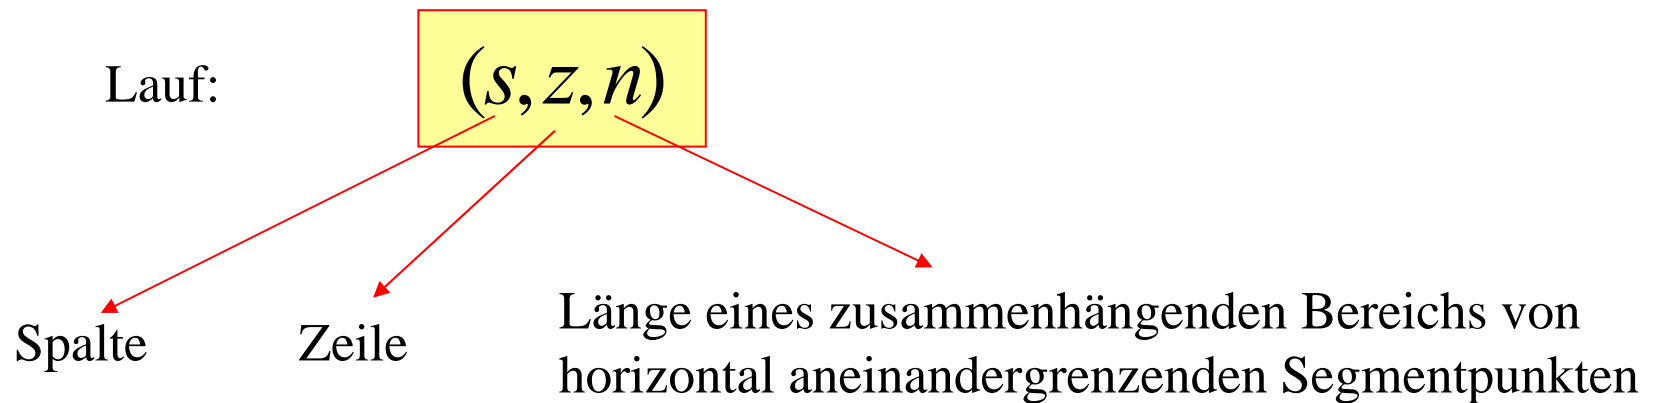 Lauf: (s,z,n)
Spalte Zeile Länge eines zusammenhängenden Bereichs von
horizontal aneinandergrenzenden Segmentpunkten